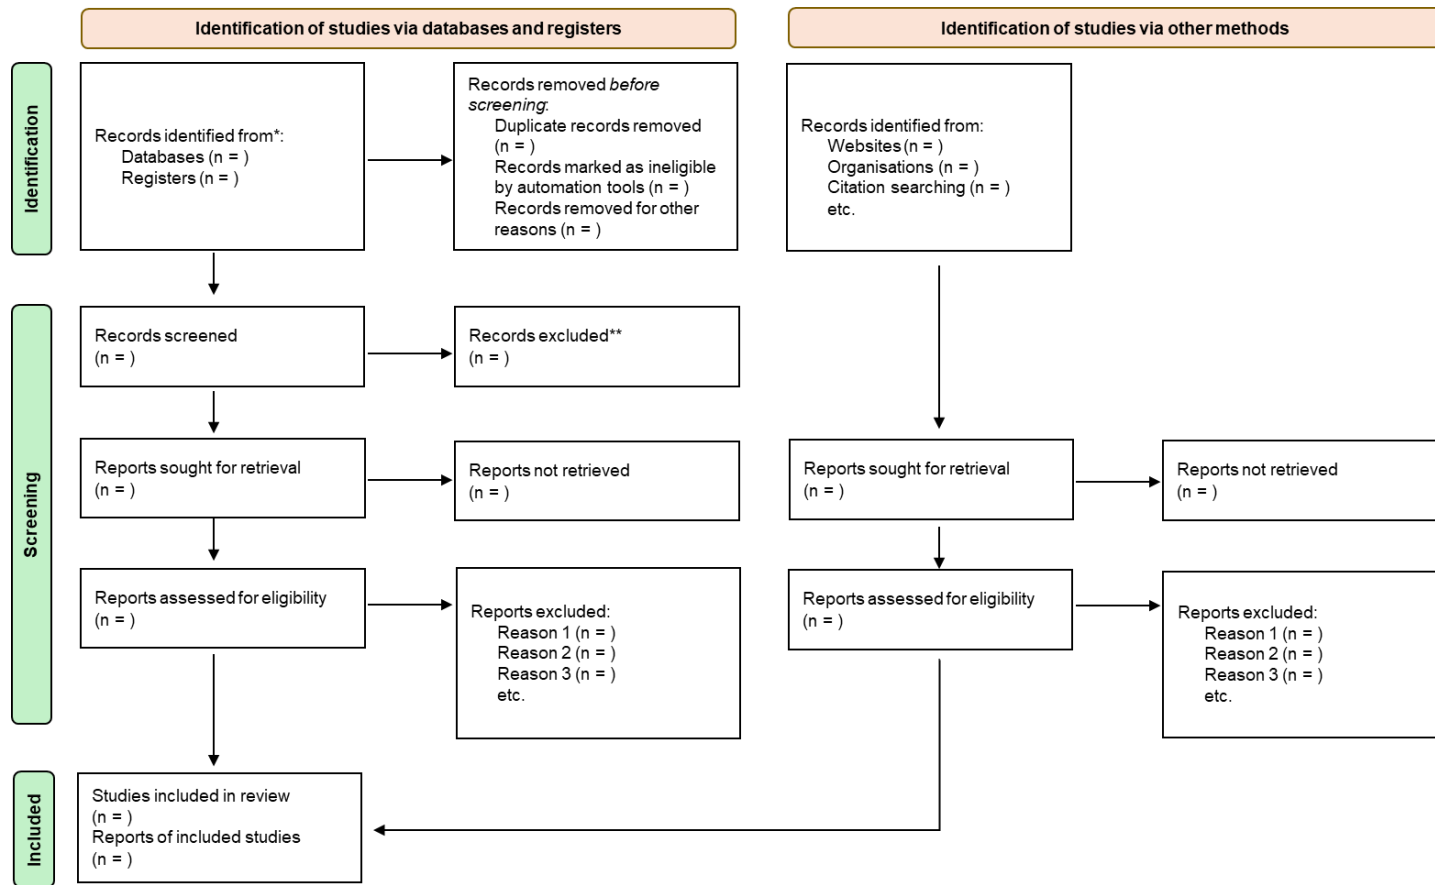 Identification of studies via databases and registers
Identification of studies via other methods
Identification
Records identified from*:
Databases (n = )
Registers (n = )
Records removed before
screening:
Duplicate records removed
(n = )
Records marked as ineligible
by automation tools (n = )
Records removed for other
reasons (n = )
Records identified from:
Websites (n = )
Organisations (n = )
Citation searching (n = )
etc.
Screening
Records screened
(n = )
Records excluded**
(n = )
Reports sought for retrieval
(n = )
Reports not retrieved
(n = )
Reports sought for retrieval
(n = )
Reports not retrieved
(n = )
Reports assessed for eligibility
(n = )
Reports excluded:
Reason 1 (n = )
Reason 2 (n = )
Reason 3 (n = )
etc.
Reports assessed for eligibility
(n = )
Reports excluded:
Reason 1 (n = )
Reason 2 (n = )
Reason 3 (n = )
etc.
Included
Studies included in review
(n = )
Reports of included studies
(n = )